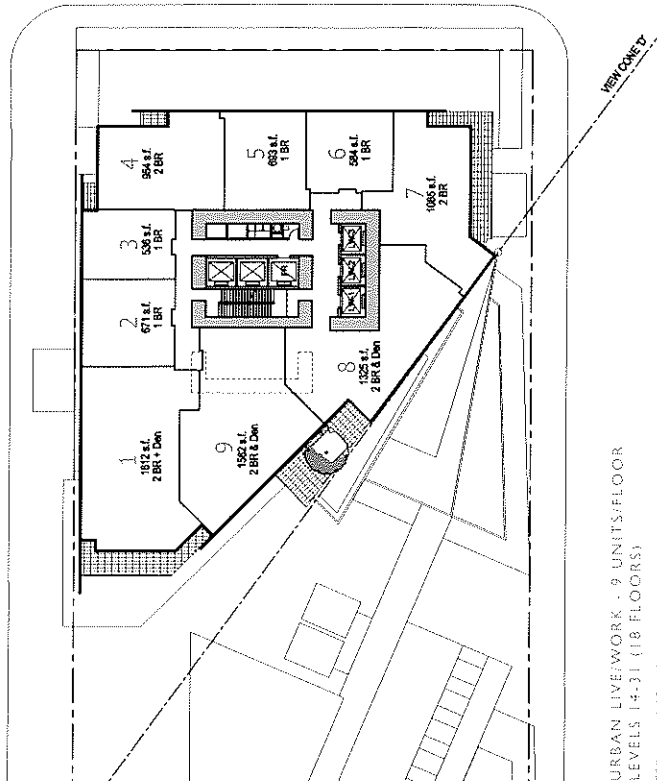 VIEW CONE 'D'
1
1612 s.f.
2 BR + Den
2
671 s.f.
1 BR
3
536 s.f.
1 BR
4
954 s.f.
2 BR
5
693 s.f.
1 BR
6
584 s.f.
1 BR
7
1065 s.f.
2 BR
8
1325 s.f.
2 BR & Den
9
1562 s.f.
2 BR & Den
URBAN LIVE/WORK - 9 UNITS/FLOOR
LEVELS 14-31 (18 FLOORS)